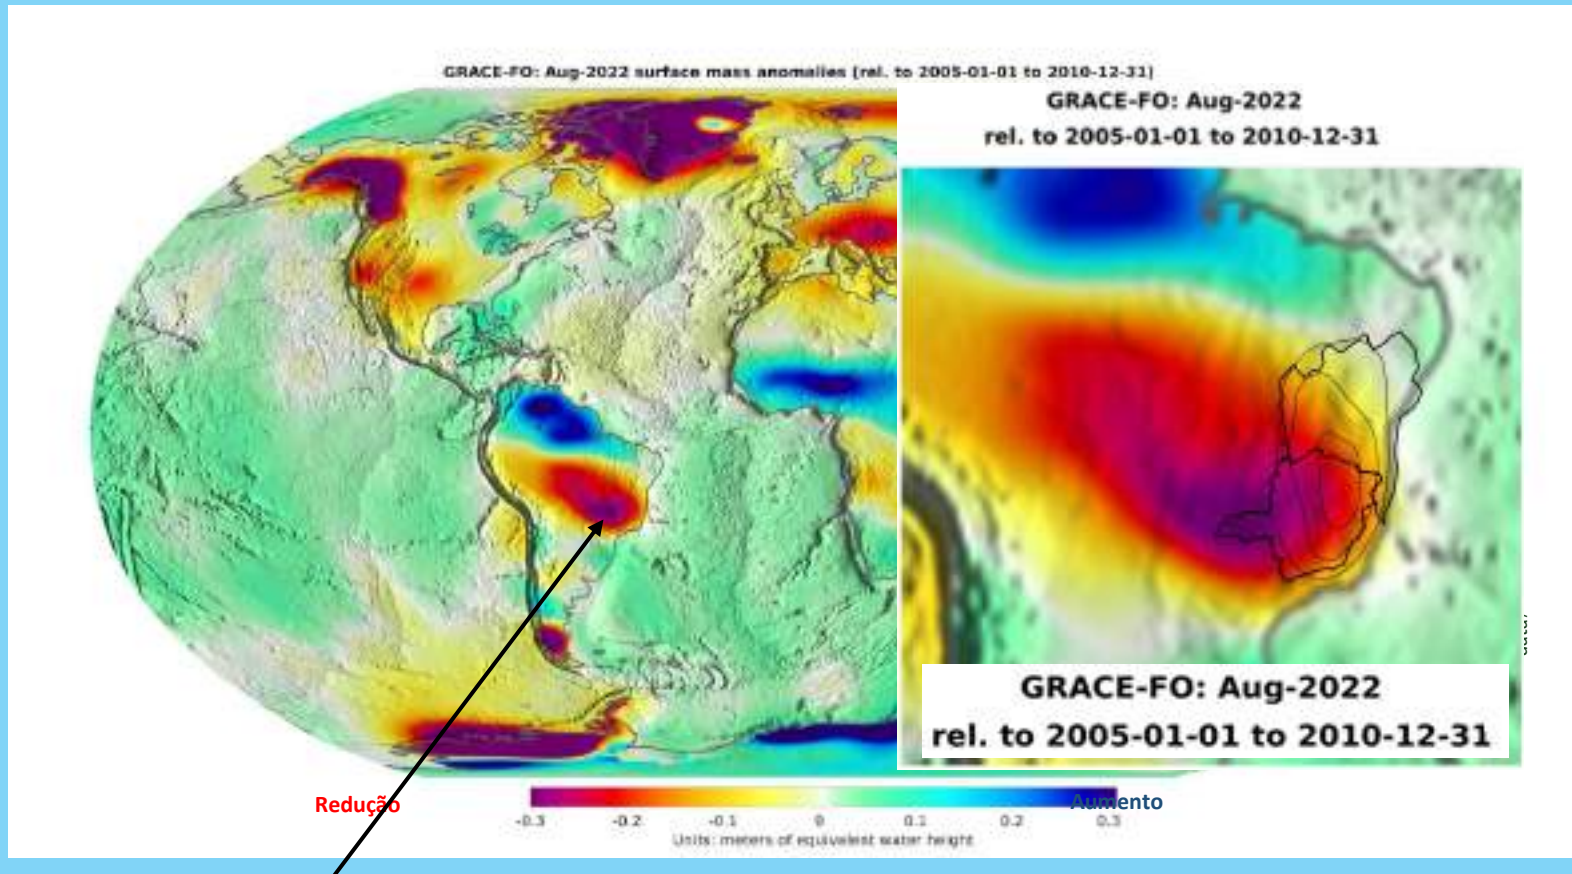 GRACE-FO: Aug-2022 surface mass anomalies (rel. to 2005-01-01 to 2010-12-31)
GRACE-FO: Aug-2022
rel. to 2005-01-01 to 2010-12-31
GRACE-FO: Aug-2022
rel. to 2005-01-01 to 2010-12-31
Redução
Aumento
-0.3 -0.2 -0.1 0 0.1 0.2 0.3
Units: meters of equivalent water height